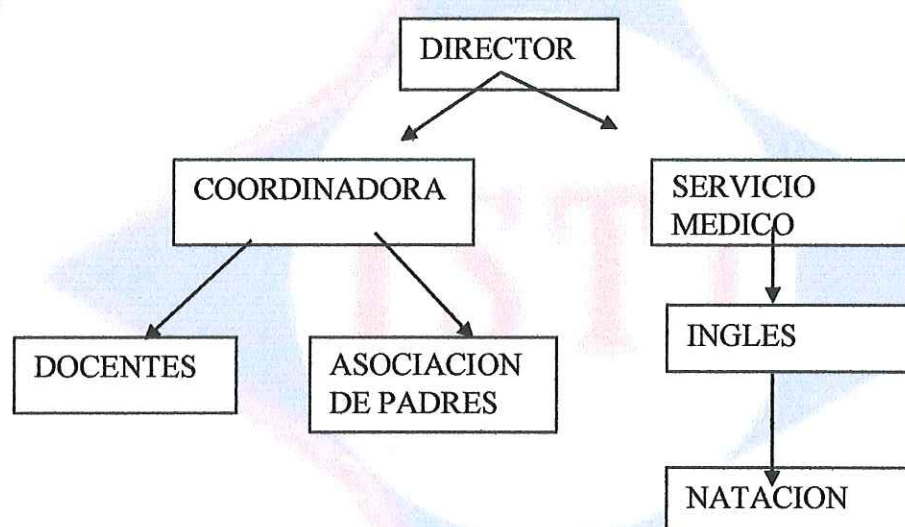 DIRECTOR
COORDINADORA
SERVICIO
MEDICO
DOCENTES
ASOCIACION
DE PADRES
INGLES
NATACION